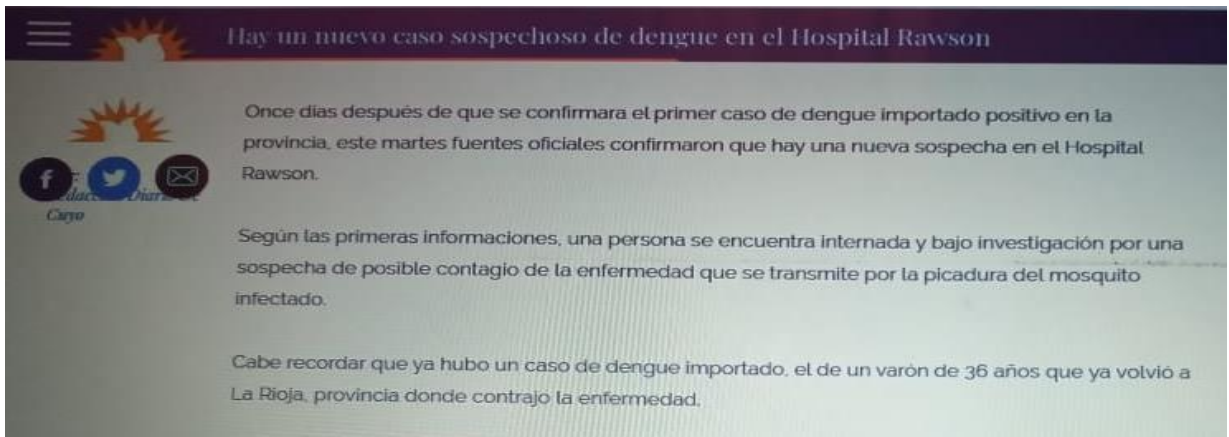 Hay un nuevo caso sospechoso de dengue en el Hospital Rawson
Once días después de que se confirmara el primer caso de dengue importado positivo en la
provincia, este martes fuentes oficiales confirmaron que hay una nueva sospecha en el Hospital
Rawson.
f
Cuyo
Según las primeras informaciones, una persona se encuentra internada y bajo investigación por una
sospecha de posible contagio de la enfermedad que se transmite por la picadura del mosquito
infectado.
Cabe recordar que ya hubo un caso de dengue importado, el de un varón de 36 años que ya volvió a
La Rioja, provincia donde contrajo la enfermedad.